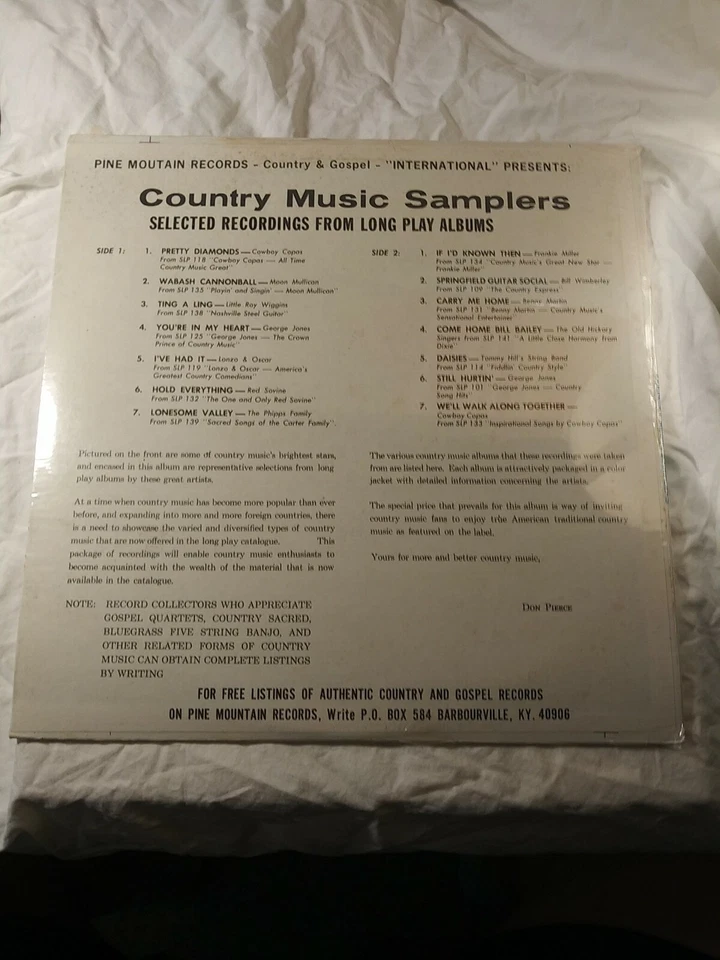 PINE MOUTAIN RECORDS - Country & Gospel - "INTERNATIONAL" PRESENTS:
Country Music Samplers
SELECTED RECORDINGS FROM LONG PLAY ALBUMS
SIDE 1: 1. PRETTY DIAMONDS — Cowboy Copas
From SLP 118 "Cowboy Copas — All Time
Country Music Great"
2. WABASH CANNONBALL — Moon Mullican
From SLP 135 "Playin' and Singin' — Moon Mullican"
3. TING A LING — Little Roy Wiggins
From SLP 138 "Nashville Steel Guitar"
4. YOU'RE IN MY HEART — George Jones
From SLP 125 "George Jones — The Crown
Prince of Country Music"
5. I'VE HAD IT — Lonzo & Oscar
From SLP 119 "Lonzo & Oscar — America's
Greatest Country Comedians"
6. HOLD EVERYTHING — Red Sovine
From SLP 132 "The One and Only Red Sovine"
7. LONESOME VALLEY — The Phipps Family
From SLP 139 "Sacred Songs of the Carter Family".
SIDE 2: 1. IF I'D KNOWN THEN — Frankie Miller
From SLP 134 "Country Music's Great New Star —
Frankie Miller"
2. SPRINGFIELD GUITAR SOCIAL — Bill Wimberley
From SLP 109 "The Country Express"
3. CARRY ME HOME — Benny Martin
From SLP 131 "Benny Martin — Country Music's
Sensational Entertainer"
4. COME HOME BILL BAILEY — The Old Hickory
Singers from SLP 141 "A Little Close Harmony from
Dixie"
5. DAISIES — Tommy Hill's String Band
From SLP 114 "Fiddlin' Country Style"
6. STILL HURTIN' — George Jones
From SLP 101 "George Jones — Country
Song Hits"
7. WE'LL WALK ALONG TOGETHER —
Cowboy Copas
From SLP 133 "Inspirational Songs by Cowboy Copas"
Pictured on the front are some of country music's brightest stars,
and encased in this album are representative selections from long
play albums by these great artists.
At a time when country music has become more popular than ever
before, and expanding into more and more foreign countries, there
is a need to showcase the varied and diversified types of country
music that are now offered in the long play catalogue. This
package of recordings will enable country music enthusiasts to
become acquainted with the wealth of the material that is now
available in the catalogue.
NOTE: RECORD COLLECTORS WHO APPRECIATE
GOSPEL QUARTETS, COUNTRY SACRED,
BLUEGRASS FIVE STRING BANJO, AND
OTHER RELATED FORMS OF COUNTRY
MUSIC CAN OBTAIN COMPLETE LISTINGS
BY WRITING
The various country music albums that these recordings were taken
from are listed here. Each album is attractively packaged in a color
jacket with detailed information concerning the artists.
The special price that prevails for this album is way of inviting
country music fans to enjoy true American traditional country
music as featured on the label.
Yours for more and better country music,
DON PIERCE
FOR FREE LISTINGS OF AUTHENTIC COUNTRY AND GOSPEL RECORDS
ON PINE MOUNTAIN RECORDS, Write P.O. BOX 584 BARBOURVILLE, KY. 40906